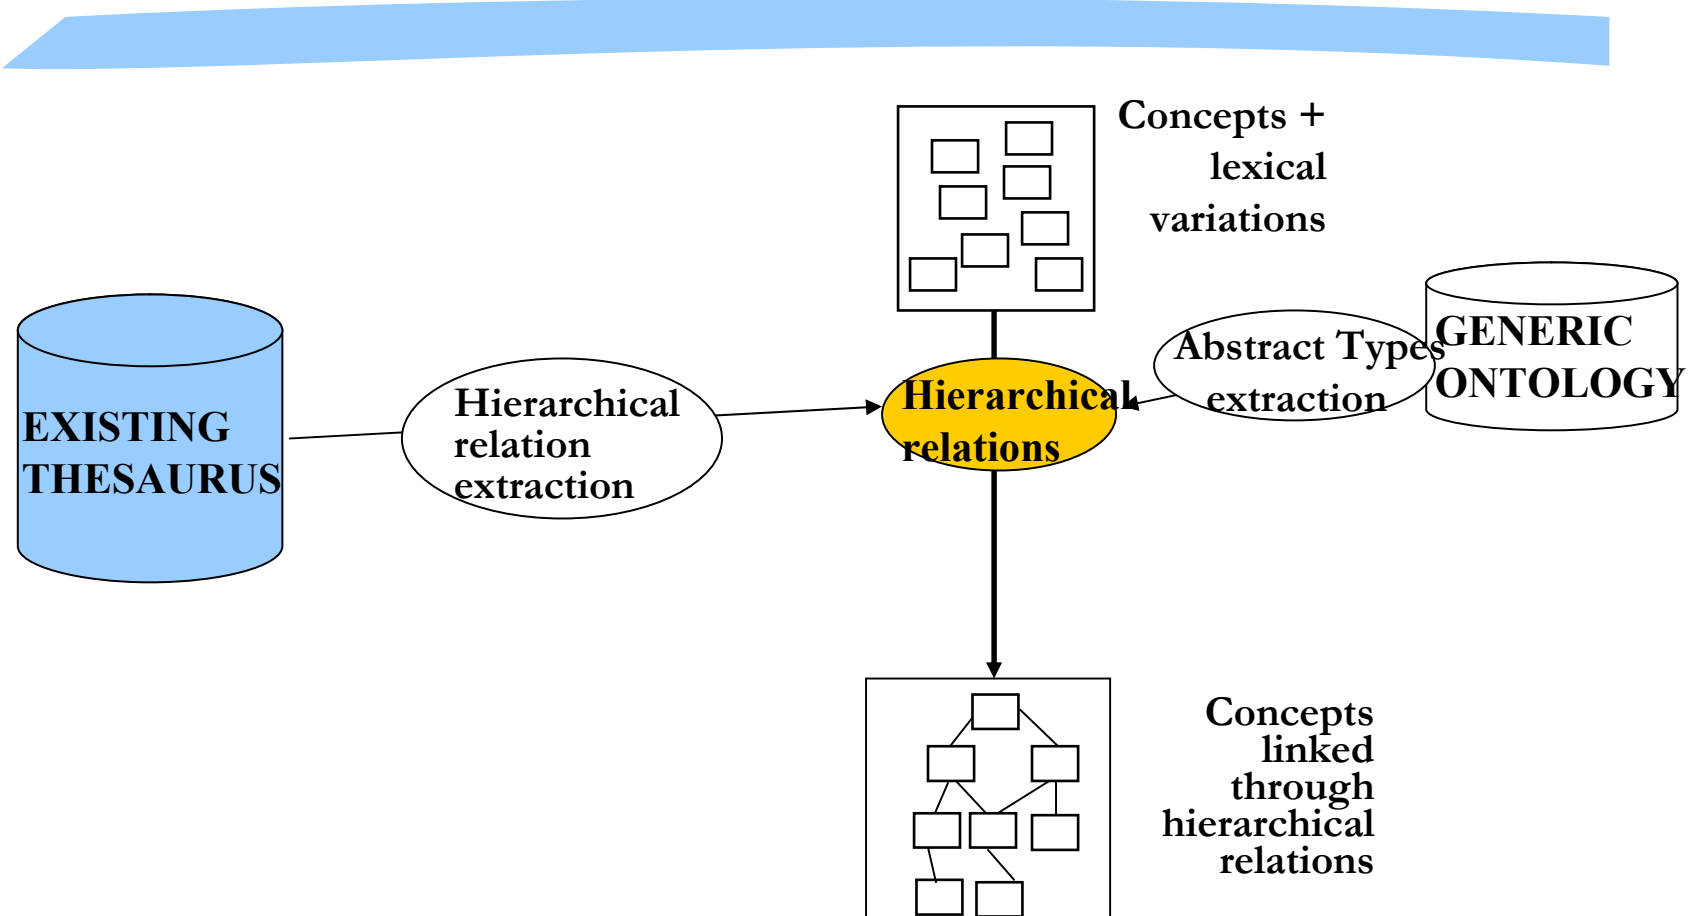 Concepts +
lexical
variations
EXISTING
THESAURUS
Hierarchical
relation
extraction
Hierarchical
relations
Abstract Types
extraction
GENERIC
ONTOLOGY
Concepts
linked
through
hierarchical
relations